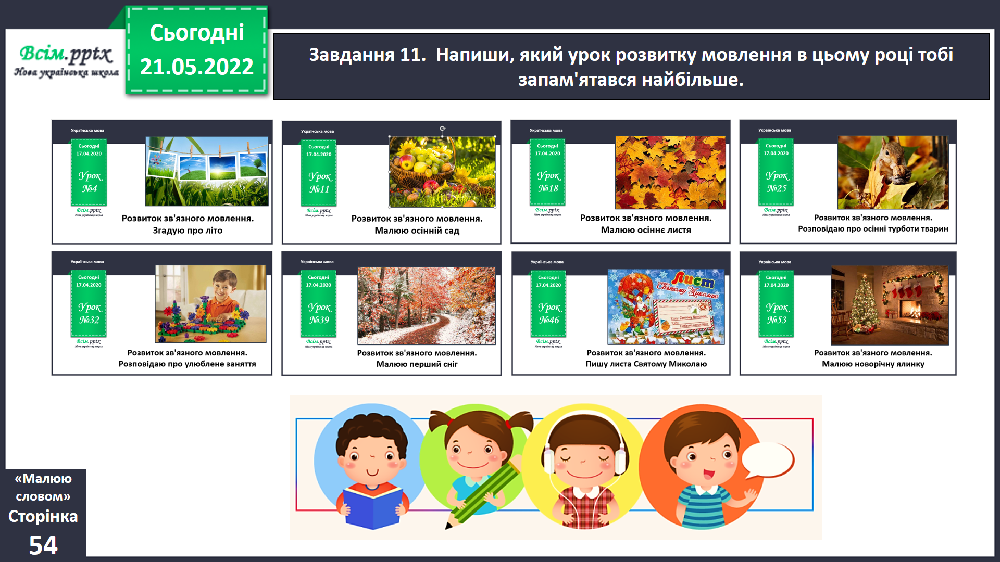 Сьогодні
21.05.2022
Всім.pptx
Нова українська школа
Завдання 11.  Напиши, який урок розвитку мовлення в цьому році тобі
запам'ятався найбільше.
Українська мова
Сьогодні
17.04.2020
Урок
№4
Всім.pptx
Нова українська школа
Розвиток зв'язного мовлення.
Згадую про літо
Українська мова
Сьогодні
17.04.2020
Урок
№11
Всім.pptx
Нова українська школа
Розвиток зв'язного мовлення.
Малюю осінній сад
Українська мова
Сьогодні
17.04.2020
Урок
№18
Всім.pptx
Нова українська школа
Розвиток зв'язного мовлення.
Малюю осіннє листя
Українська мова
Сьогодні
17.04.2020
Урок
№25
Всім.pptx
Нова українська школа
Розвиток зв'язного мовлення.
Розповідаю про осінні турботи тварин
Українська мова
Сьогодні
17.04.2020
Урок
№32
Всім.pptx
Нова українська школа
Розвиток зв'язного мовлення.
Розповідаю про улюблене заняття
Українська мова
Сьогодні
17.04.2020
Урок
№39
Всім.pptx
Нова українська школа
Розвиток зв'язного мовлення.
Малюю перший сніг
Українська мова
Сьогодні
17.04.2020
Урок
№46
Всім.pptx
Нова українська школа
Лист
Святому Миколаю
Кому: Святому Миколаю
Куди:
Небесна канцелярія
Розвиток зв'язного мовлення.
Пишу листа Святому Миколаю
Українська мова
Сьогодні
17.04.2020
Урок
№53
Всім.pptx
Нова українська школа
Розвиток зв'язного мовлення.
Малюю новорічну ялинку
«Малюю
словом»
Сторінка
54